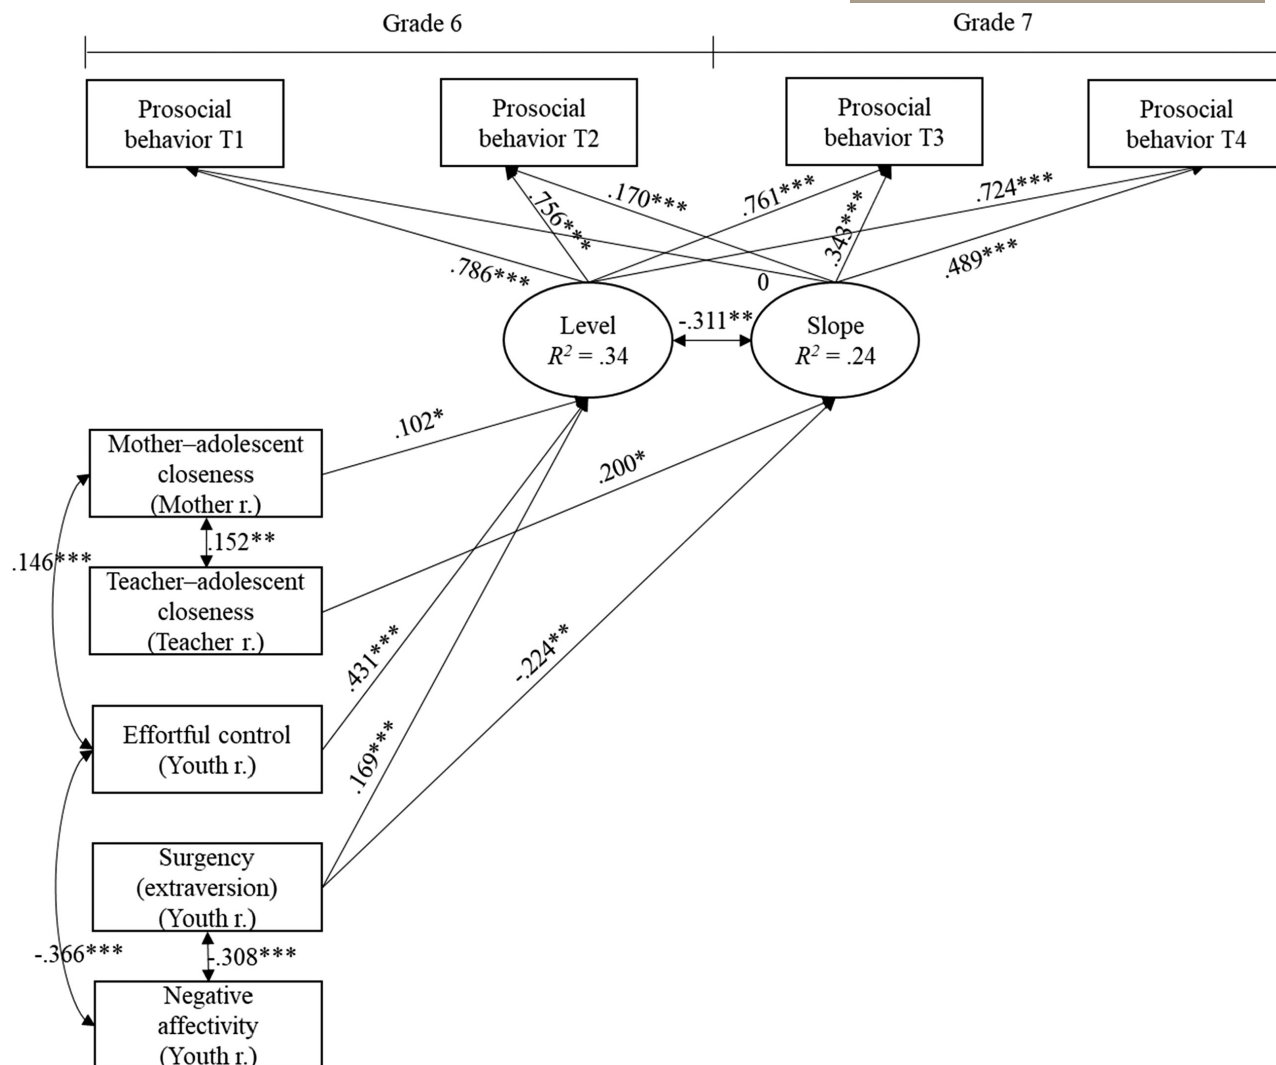 Grade 6
Grade 7
Prosocial
behavior T1
Prosocial
behavior T2
Prosocial
behavior T3
Prosocial
behavior T4
.786***
.756***
.170***
.761***
.343***
.724***
.489***
0
Level
R² = .34
-.311**
Slope
R² = .24
.102*
.200*
Mother–adolescent
closeness
(Mother r.)
.152**
.146***
Teacher–adolescent
closeness
(Teacher r.)
.431***
-.224**
Effortful control
(Youth r.)
.169***
Surgency
(extraversion)
(Youth r.)
-.366***
-.308***
Negative
affectivity
(Youth r.)